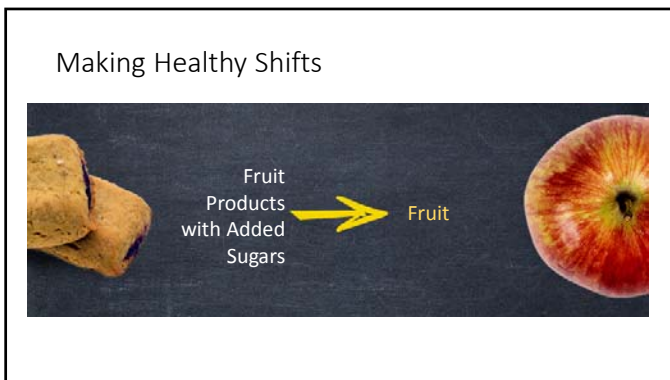 Making Healthy Shifts
Fruit
Products
with Added
Sugars
Fruit